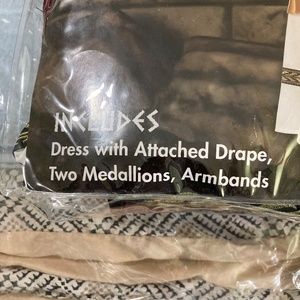 INCLUDES
Dress with Attached Drape,
Two Medallions, Armbands